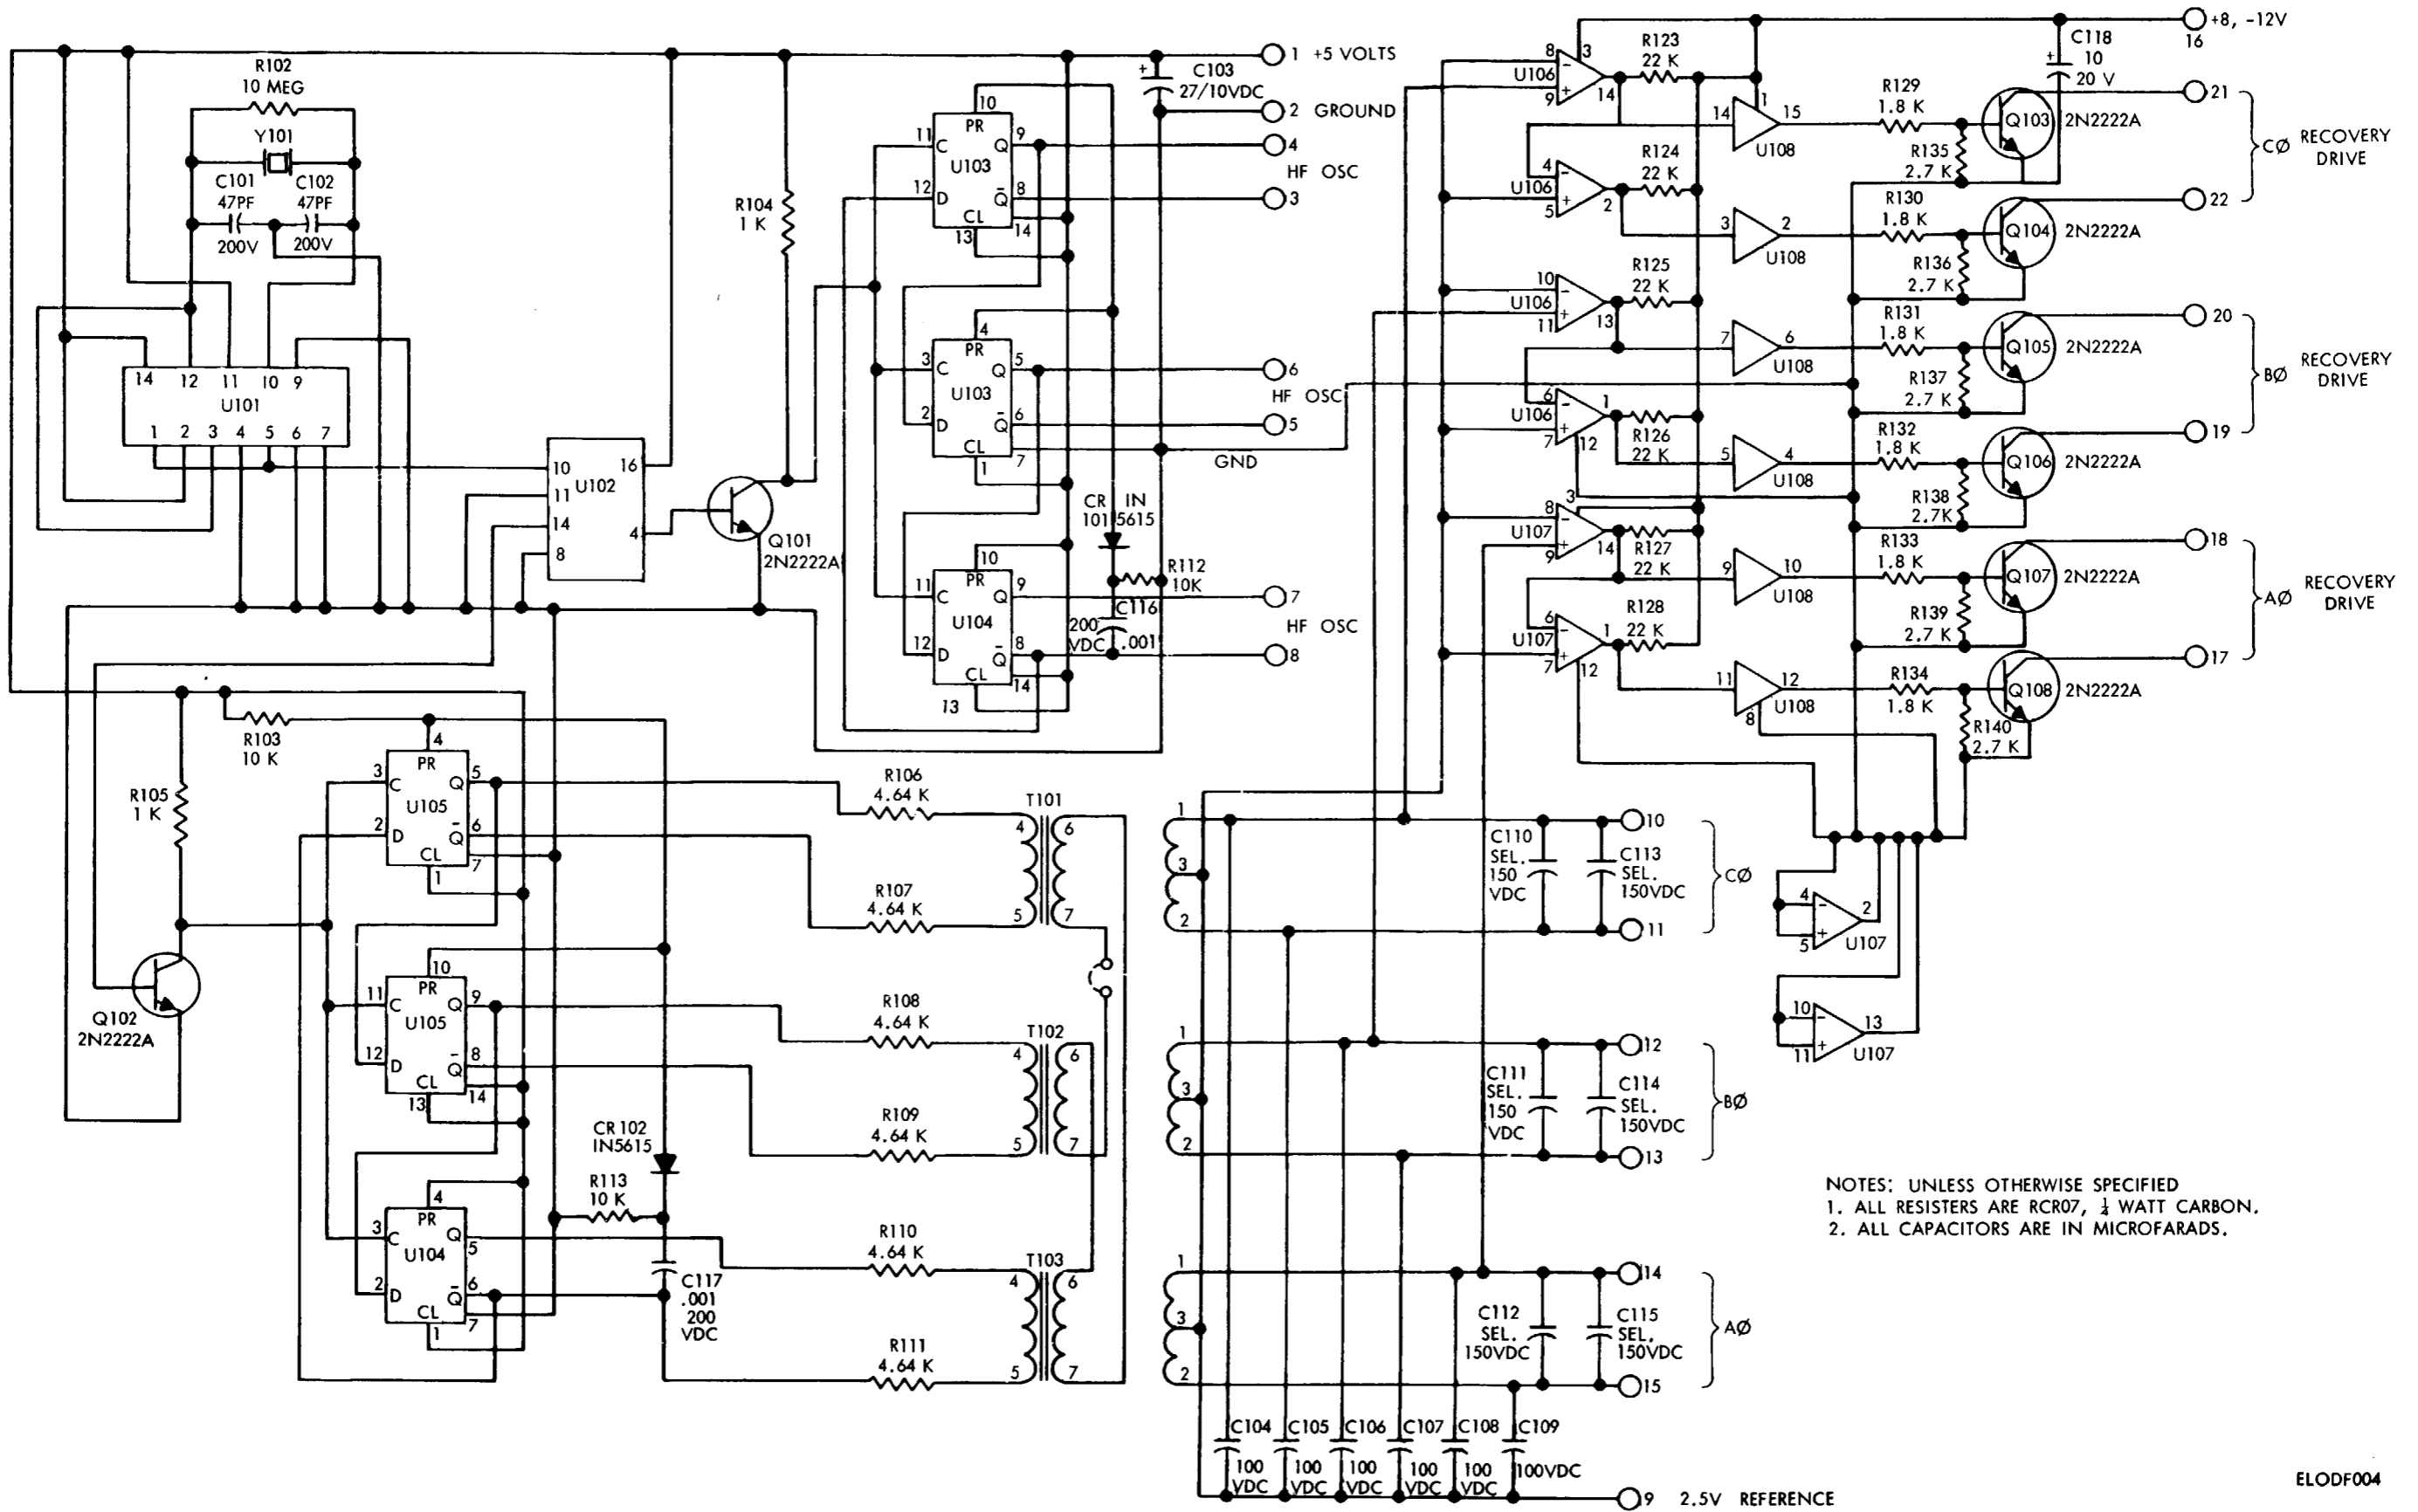 R102
10 MEG
Y101
C101
47PF
200V
C102
47PF
200V
14 12 11 10 9
U101
1 2 3 4 5 6 7
10
11
14
8
U102
16
4
R104
1 K
Q101
2N2222A
11
12
C
D
10
PR
U103
CL
13
Q
Q
9
8
14
3
2
C
D
4
PR
U103
CL
1
Q
Q
5
6
7
11
12
C
D
10
PR
U104
CL
13
Q
Q
9
8
14
+
C103
27/10VDC
1 +5 VOLTS
2 GROUND
4
HF OSC
3
6
HF OSC
5
GND
CR IN
101 5615
R112
10K
C116
200
VDC .001
7
HF OSC
8
R103
10 K
R105
1 K
Q102
2N2222A
3
2
C
D
4
PR
U105
CL
1
Q
Q
5
6
7
11
12
C
D
10
PR
U105
CL
13
Q
Q
9
8
14
3
2
C
D
4
PR
U104
CL
1
Q
Q
5
6
7
CR102
IN5615
R113
10 K
C117
.001
200
VDC
R106
4.64 K
R107
4.64 K
R108
4.64 K
R109
4.64 K
R110
4.64 K
R111
4.64 K
T101
4 6
5 7
T102
4 6
5 7
T103
4 6
5 7
1
3
2
1
3
2
1
3
2
8
-
U106
+
9
3
14
R123
22 K
4
-
U106
+
5
2
R124
22 K
10
-
U106
+
11
13
R125
22 K
6
-
U106
+
7
1
12
R126
22 K
8
-
U107
+
9
3
14
R127
22 K
6
-
U107
+
7
1
12
R128
22 K
14
1
15
U108
3
2
U108
7
6
U108
5
4
U108
9
10
U108
11
12
8
U108
R129
1.8 K
R135
2.7 K
Q103
2N2222A
R130
1.8 K
R136
2.7 K
Q104
2N2222A
R131
1.8 K
R137
2.7 K
Q105
2N2222A
R132
1.8 K
R138
2.7K
Q106
2N2222A
R133
1.8 K
R139
2.7 K
Q107
2N2222A
R134
1.8 K
R140
2.7 K
Q108
2N2222A
+8, -12V
16
C118
+
10
20 V
21
22
CØ RECOVERY
DRIVE
20
19
BØ RECOVERY
DRIVE
18
17
AØ RECOVERY
DRIVE
C110
SEL.
150
VDC
C113
SEL.
150VDC
10
11
CØ
C111
SEL.
150
VDC
C114
SEL.
150VDC
12
13
BØ
C112
SEL.
150VDC
C115
SEL.
150VDC
14
15
AØ
4
-
+
5
2
U107
10
-
+
11
13
U107
C104
100
VDC
C105
100
VDC
C106
100
VDC
C107
100
VDC
C108
100
VDC
C109
100VDC
9 2.5V REFERENCE
NOTES: UNLESS OTHERWISE SPECIFIED
1. ALL RESISTERS ARE RCR07, ¼ WATT CARBON.
2. ALL CAPACITORS ARE IN MICROFARADS.
ELODF004